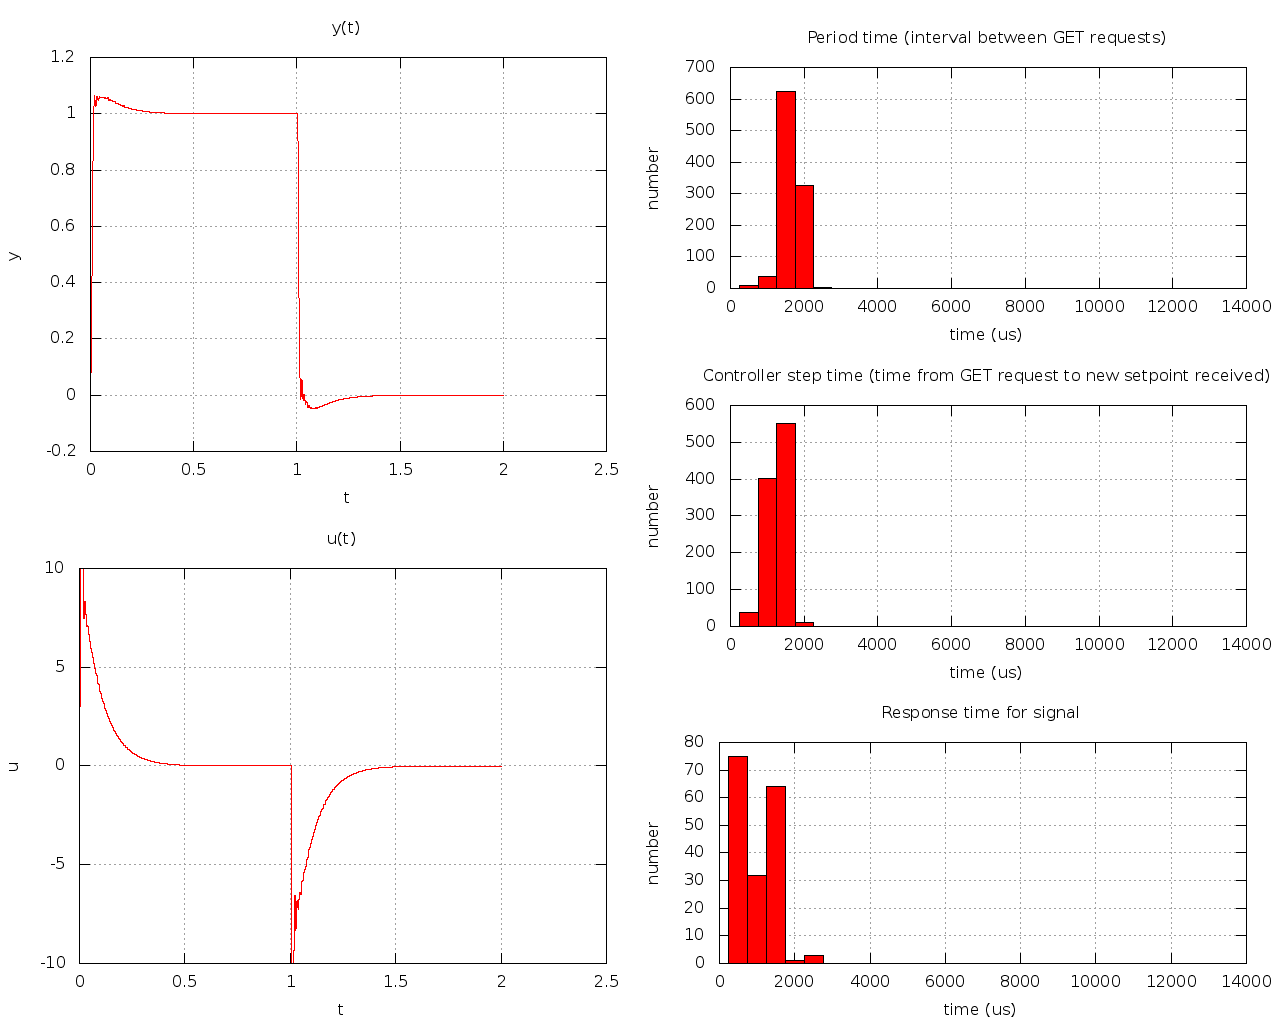 y(t)
1.2
1
0.8
0.6
0.4
0.2
0
-0.2
y
0 0.5 1 1.5 2 2.5
t
u(t)
10
5
0
-5
-10
u
0 0.5 1 1.5 2 2.5
t
Period time (interval between GET requests)
700
600
500
400
300
200
100
0
number
0 2000 4000 6000 8000 10000 12000 14000
time (us)
Controller step time (time from GET request to new setpoint received)
600
500
400
300
200
100
0
number
0 2000 4000 6000 8000 10000 12000 14000
time (us)
Response time for signal
80
70
60
50
40
30
20
10
0
number
0 2000 4000 6000 8000 10000 12000 14000
time (us)